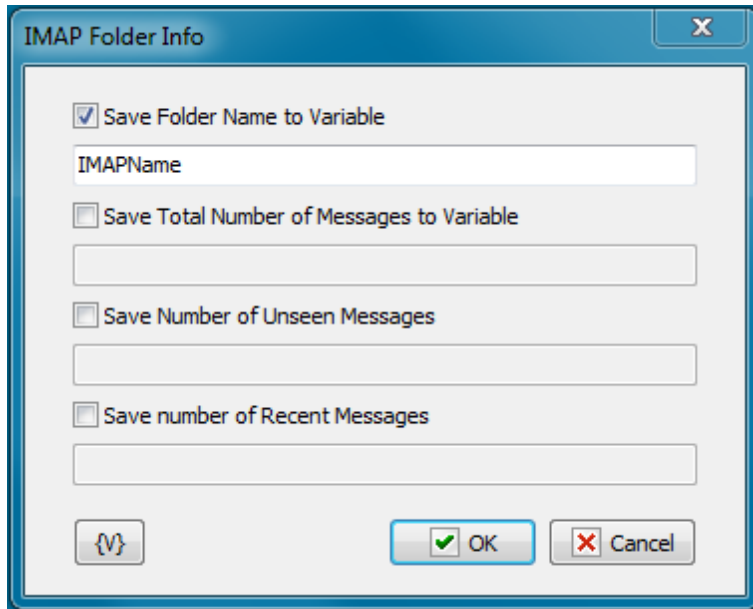 IMAP Folder Info
Save Folder Name to Variable
IMAPName
Save Total Number of Messages to Variable
Save Number of Unseen Messages
Save number of Recent Messages
{V} OK Cancel